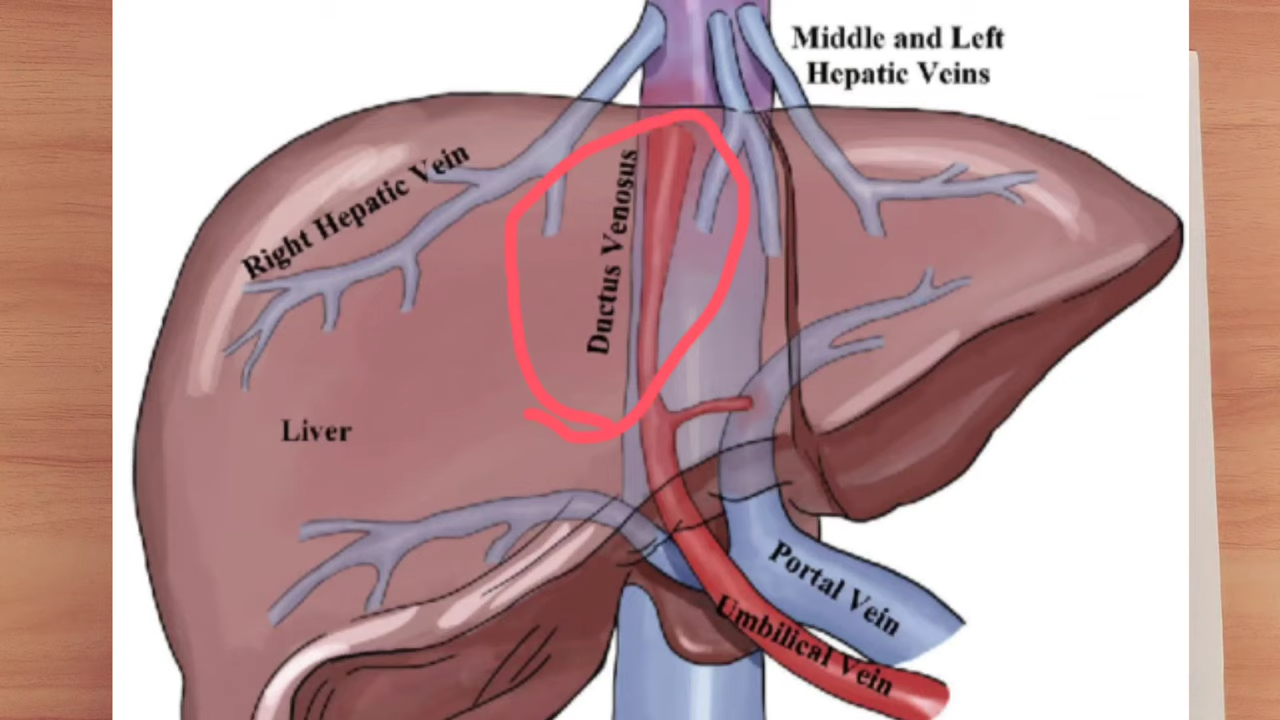 Middle and Left
Hepatic Veins
Right Hepatic Vein
Ductus Venosus
Liver
Portal Vein
Umbilical Vein